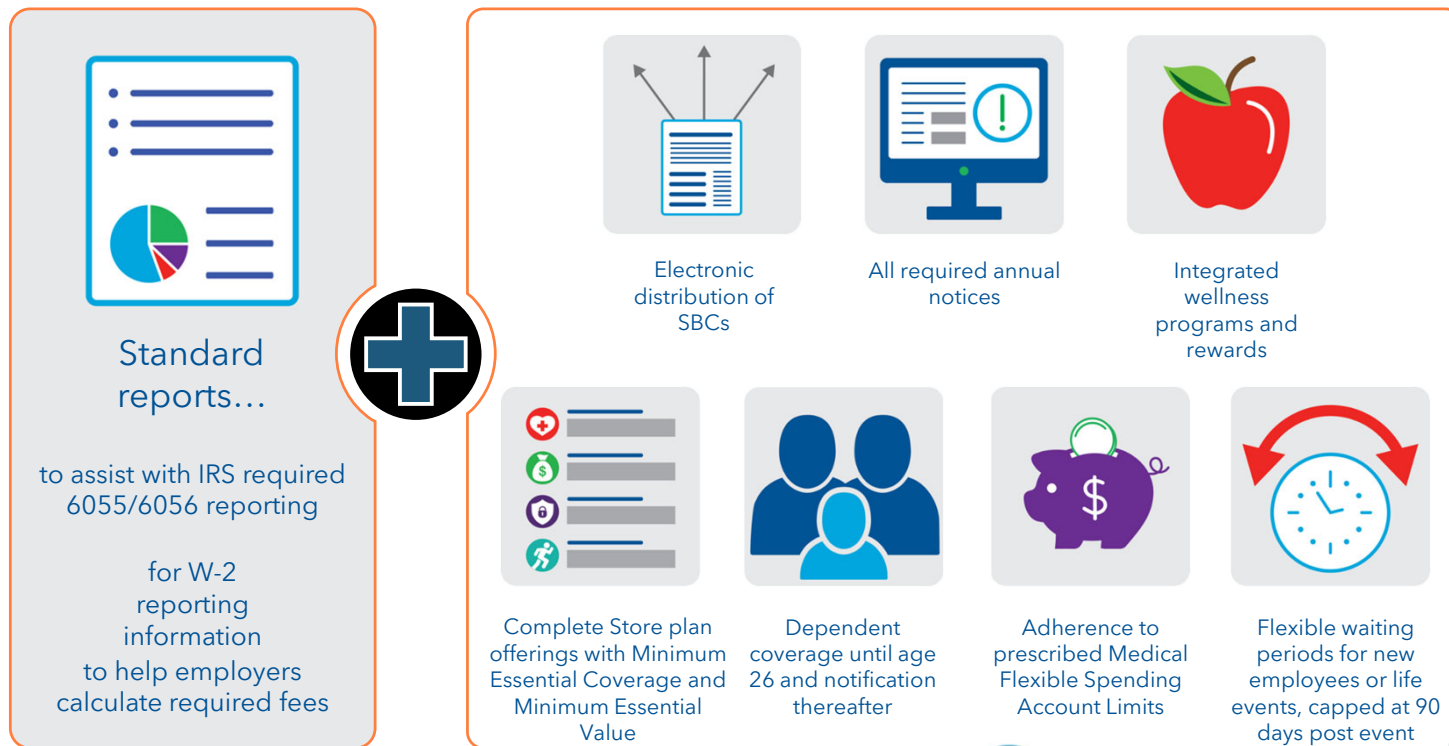 Standard
reports…
to assist with IRS required
6055/6056 reporting
for W-2
reporting
information
to help employers
calculate required fees
Electronic
distribution of
SBCs
All required annual
notices
Integrated
wellness
programs and
rewards
$
Complete Store plan
offerings with Minimum
Essential Coverage and
Minimum Essential
Value
Dependent
coverage until age
26 and notification
thereafter
$
Adherence to
prescribed Medical
Flexible Spending
Account Limits
Flexible waiting
periods for new
employees or life
events, capped at 90
days post event